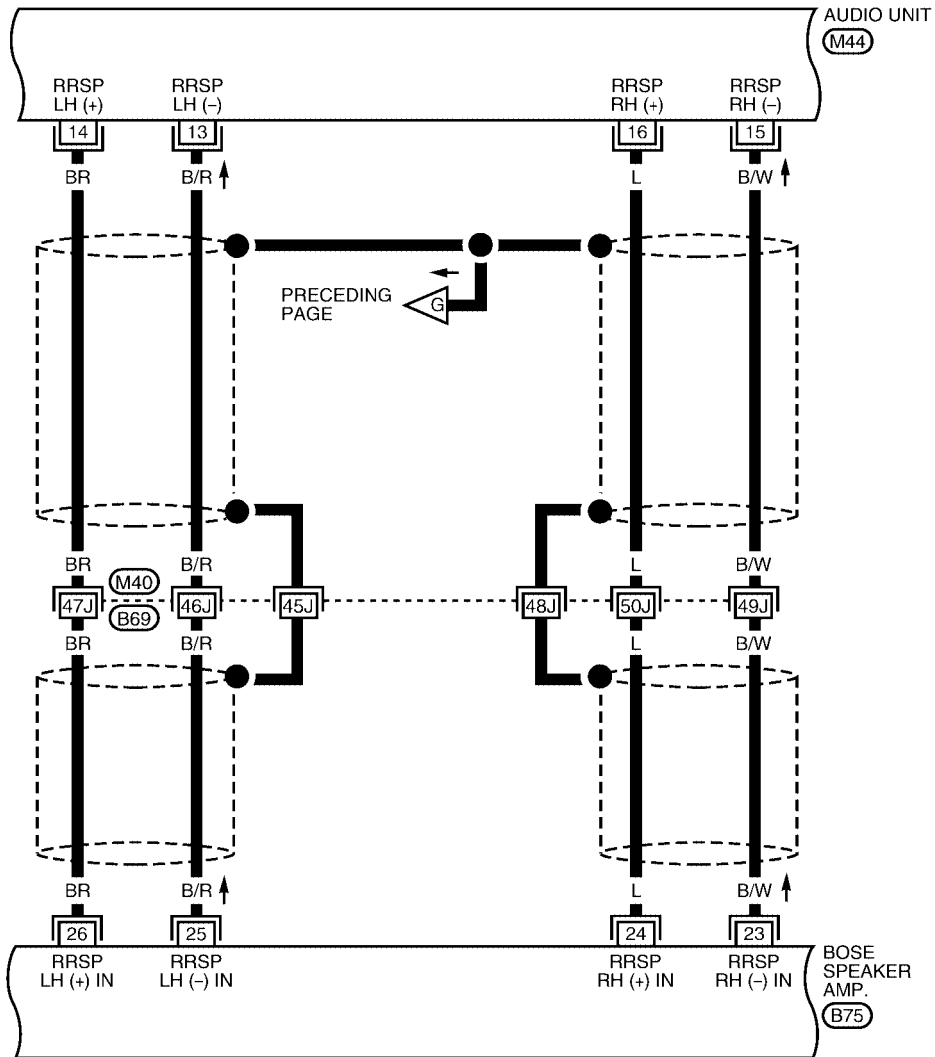 AUDIO UNIT
M44
RRSP
LH (+)
RRSP
LH (–)
RRSP
RH (+)
RRSP
RH (–)
14
13
16
15
BR
B/R
L
B/W
PRECEDING
PAGE
G
BR
B/R
L
B/W
M40
47J
46J
45J
48J
50J
49J
B69
BR
B/R
L
B/W
BR
B/R
L
B/W
26
25
24
23
RRSP
LH (+) IN
RRSP
LH (–) IN
RRSP
RH (+) IN
RRSP
RH (–) IN
BOSE
SPEAKER
AMP.
B75